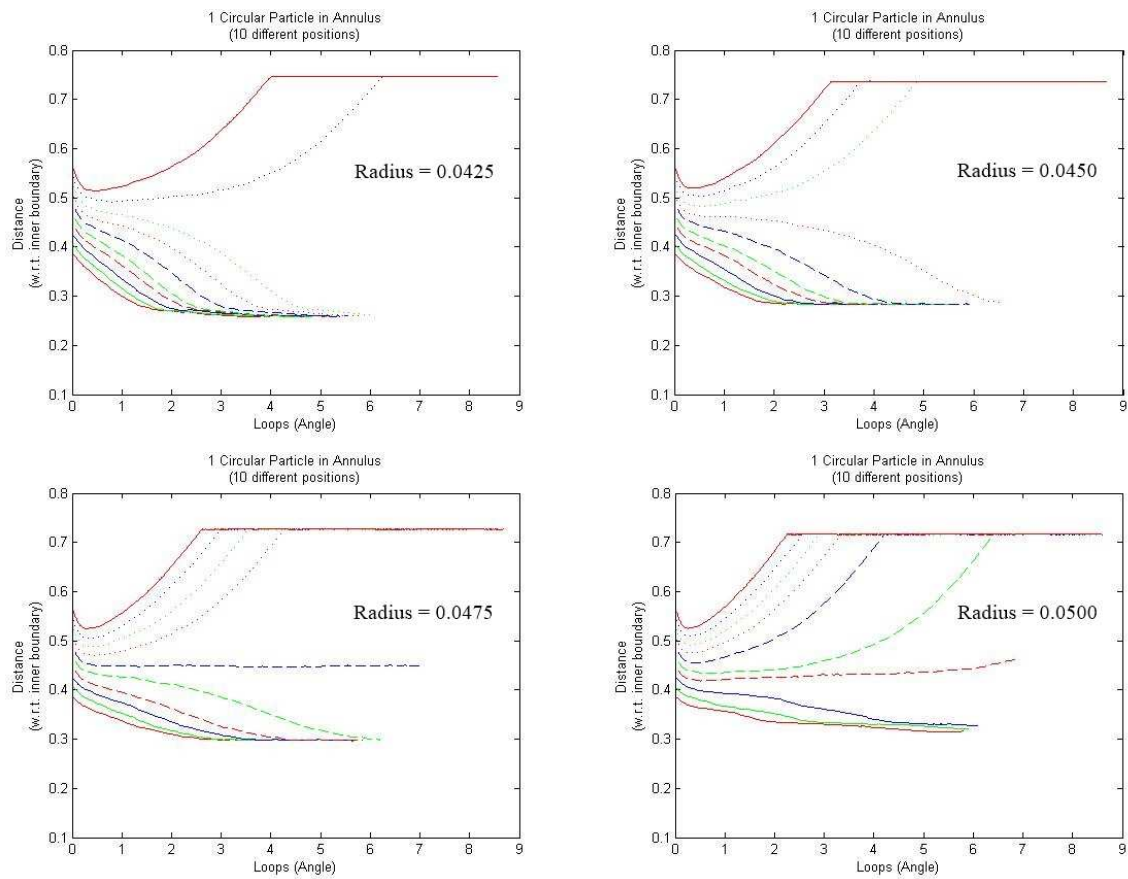 1 Circular Particle in Annulus
(10 different positions)
0.8
0.7
0.6
0.5
0.4
0.3
0.2
0.1
Distance
(w.r.t. inner boundary)
Radius = 0.0425
0 1 2 3 4 5 6 7 8 9
Loops (Angle)
1 Circular Particle in Annulus
(10 different positions)
0.8
0.7
0.6
0.5
0.4
0.3
0.2
0.1
Distance
(w.r.t. inner boundary)
Radius = 0.0450
0 1 2 3 4 5 6 7 8 9
Loops (Angle)
1 Circular Particle in Annulus
(10 different positions)
0.8
0.7
0.6
0.5
0.4
0.3
0.2
0.1
Distance
(w.r.t. inner boundary)
Radius = 0.0475
0 1 2 3 4 5 6 7 8 9
Loops (Angle)
1 Circular Particle in Annulus
(10 different positions)
0.8
0.7
0.6
0.5
0.4
0.3
0.2
0.1
Distance
(w.r.t. inner boundary)
Radius = 0.0500
0 1 2 3 4 5 6 7 8 9
Loops (Angle)